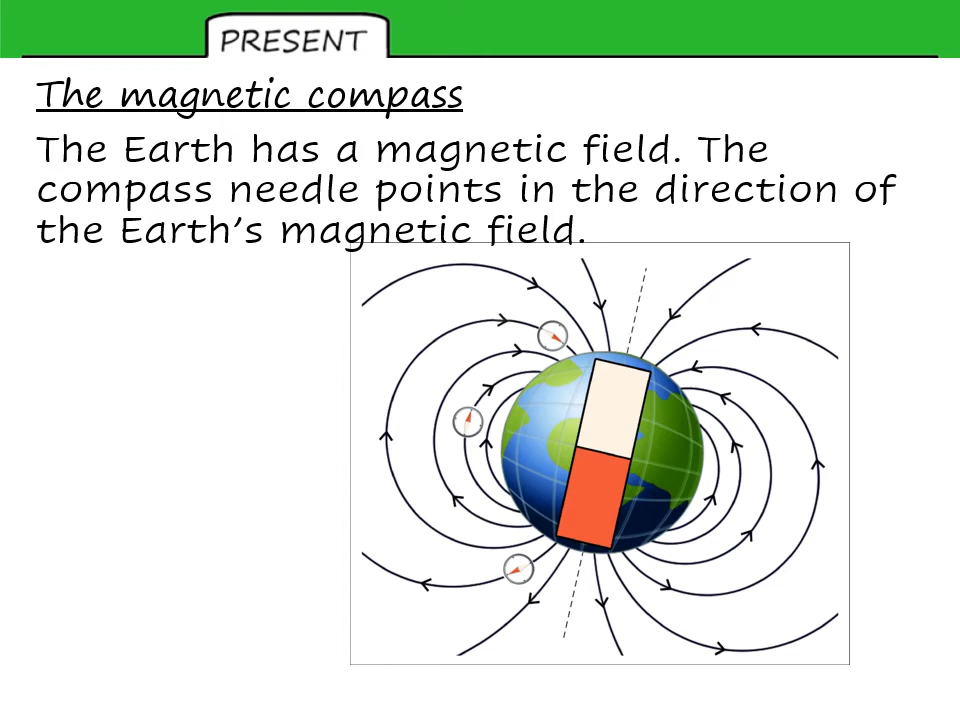 PRESENT
The magnetic compass
The Earth has a magnetic field. The
compass needle points in the direction of
the Earth’s magnetic field.